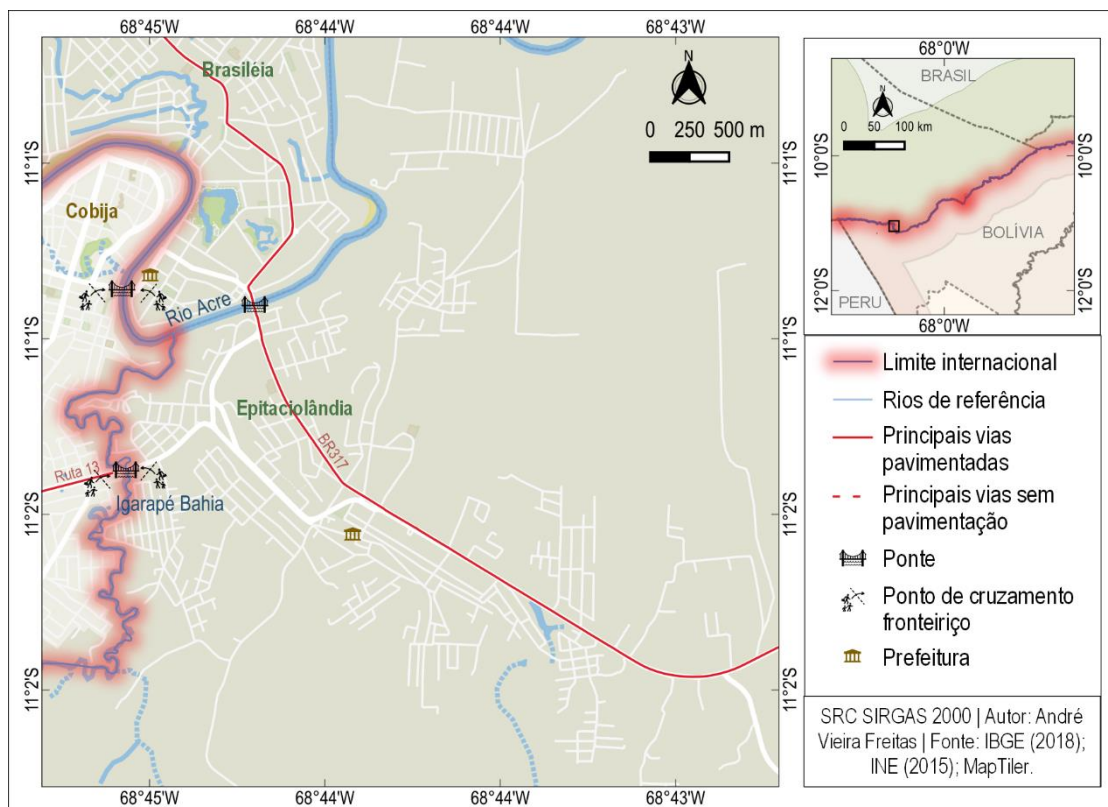 68°45'W 68°44'W 68°44'W 68°43'W
Brasiléia
N
0 250 500 m
11°1'S 11°1'S
Cobija
Rio Acre
11°1'S 11°1'S
Epitaciolândia
BR317
Ruta 13
Igarapé Bahia
11°2'S 11°2'S
11°2'S 11°2'S
68°45'W 68°44'W 68°44'W 68°43'W
68°0'W
BRASIL
N
0 50 100 km
10°0'S 10°0'S
BOLÍVIA
12°0'S 12°0'S
PERU
68°0'W
Limite internacional
Rios de referência
Principais vias
pavimentadas
Principais vias sem
pavimentação
Ponte
Ponto de cruzamento
fronteiriço
Prefeitura
SRC SIRGAS 2000 | Autor: André
Vieira Freitas | Fonte: IBGE (2018);
INE (2015); MapTiler.